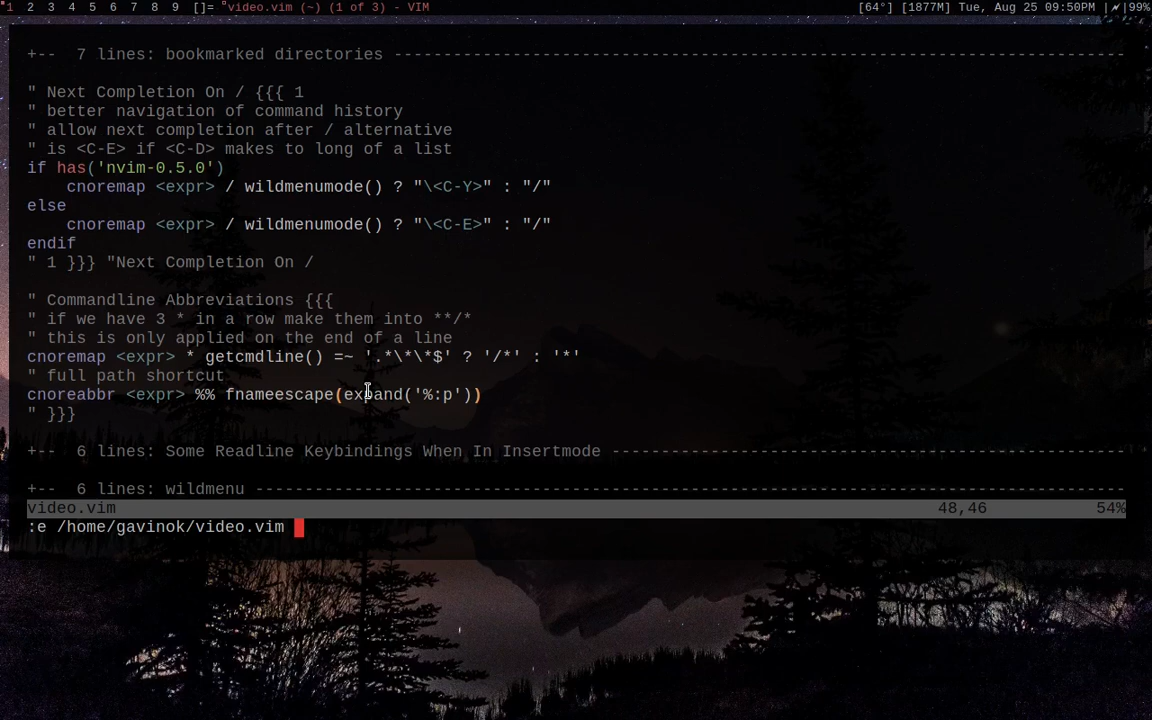 1 2 3 4 5 6 7 8 9 []= video.vim (~) (1 of 3) - VIM [64°] [1877M] Tue, Aug 25 09:50PM ||99%
+-- 7 lines: bookmarked directories --------------------------------------------------------------------------
" Next Completion On / {{{ 1
" better navigation of command history
" allow next completion after / alternative
" is <C-E> if <C-D> makes to long of a list
if has('nvim-0.5.0')
    cnoremap <expr> / wildmenumode() ? "\<C-Y>" : "/"
else
    cnoremap <expr> / wildmenumode() ? "\<C-E>" : "/"
endif
" 1 }}} "Next Completion On /
" Commandline Abbreviations {{{
" if we have 3 * in a row make them into **/*
" this is only applied on the end of a line
cnoremap <expr> * getcmdline() =~ '.*\*\*$' ? '/*' : '*'
" full path shortcut
cnoreabbr <expr> %% fnameescape(expand('%:p'))
" }}}
+-- 6 lines: Some Readline Keybindings When In Insertmode ----------------------------------------------------
+-- 6 lines: wildmenu ----------------------------------------------------------------------------------------
video.vim 48,46 54%
:e /home/gavinok/video.vim